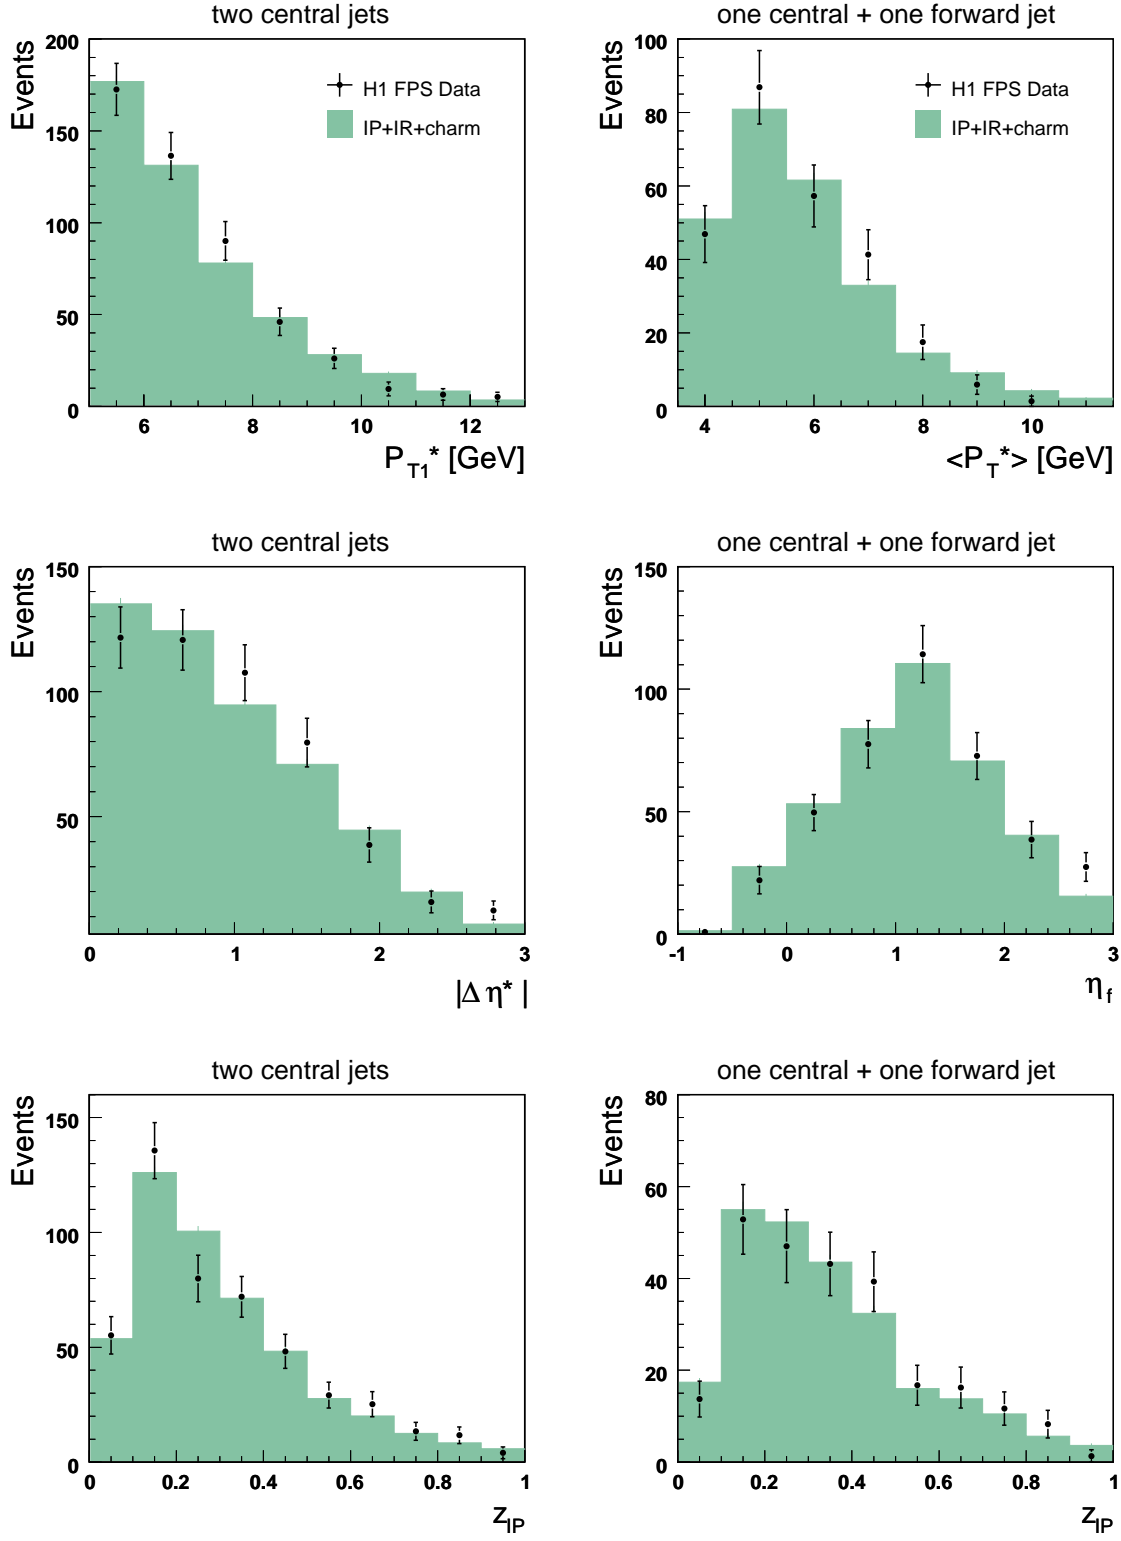 two central jets
one central + one forward jet
Events
200
150
100
50
0
H1 FPS Data
IP+IR+charm
6 8 10 12
P_T1* [GeV]
Events
100
80
60
40
20
0
H1 FPS Data
IP+IR+charm
4 6 8 10
<P_T*> [GeV]
two central jets
one central + one forward jet
Events
150
100
50
0 1 2 3
|Δ η* |
Events
150
100
50
0
-1 0 1 2 3
η_f
two central jets
one central + one forward jet
Events
150
100
50
0
0 0.2 0.4 0.6 0.8 1
z_IP
Events
80
60
40
20
0
0 0.2 0.4 0.6 0.8 1
z_IP